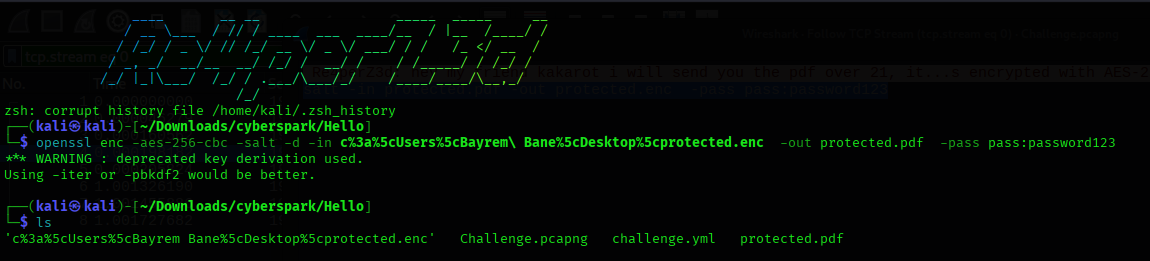 zsh: corrupt history file /home/kali/.zsh_history
┌──(kali㉿kali)-[~/Downloads/cyberspark/Hello]
└─$ openssl enc -aes-256-cbc -salt -d -in c%3a%5cUsers%5cBayrem\ Bane%5cDesktop%5cprotected.enc  -out protected.pdf  -pass pass:password123
*** WARNING : deprecated key derivation used.
Using -iter or -pbkdf2 would be better.
┌──(kali㉿kali)-[~/Downloads/cyberspark/Hello]
└─$ ls
'c%3a%5cUsers%5cBayrem Bane%5cDesktop%5cprotected.enc'   Challenge.pcapng   challenge.yml   protected.pdf